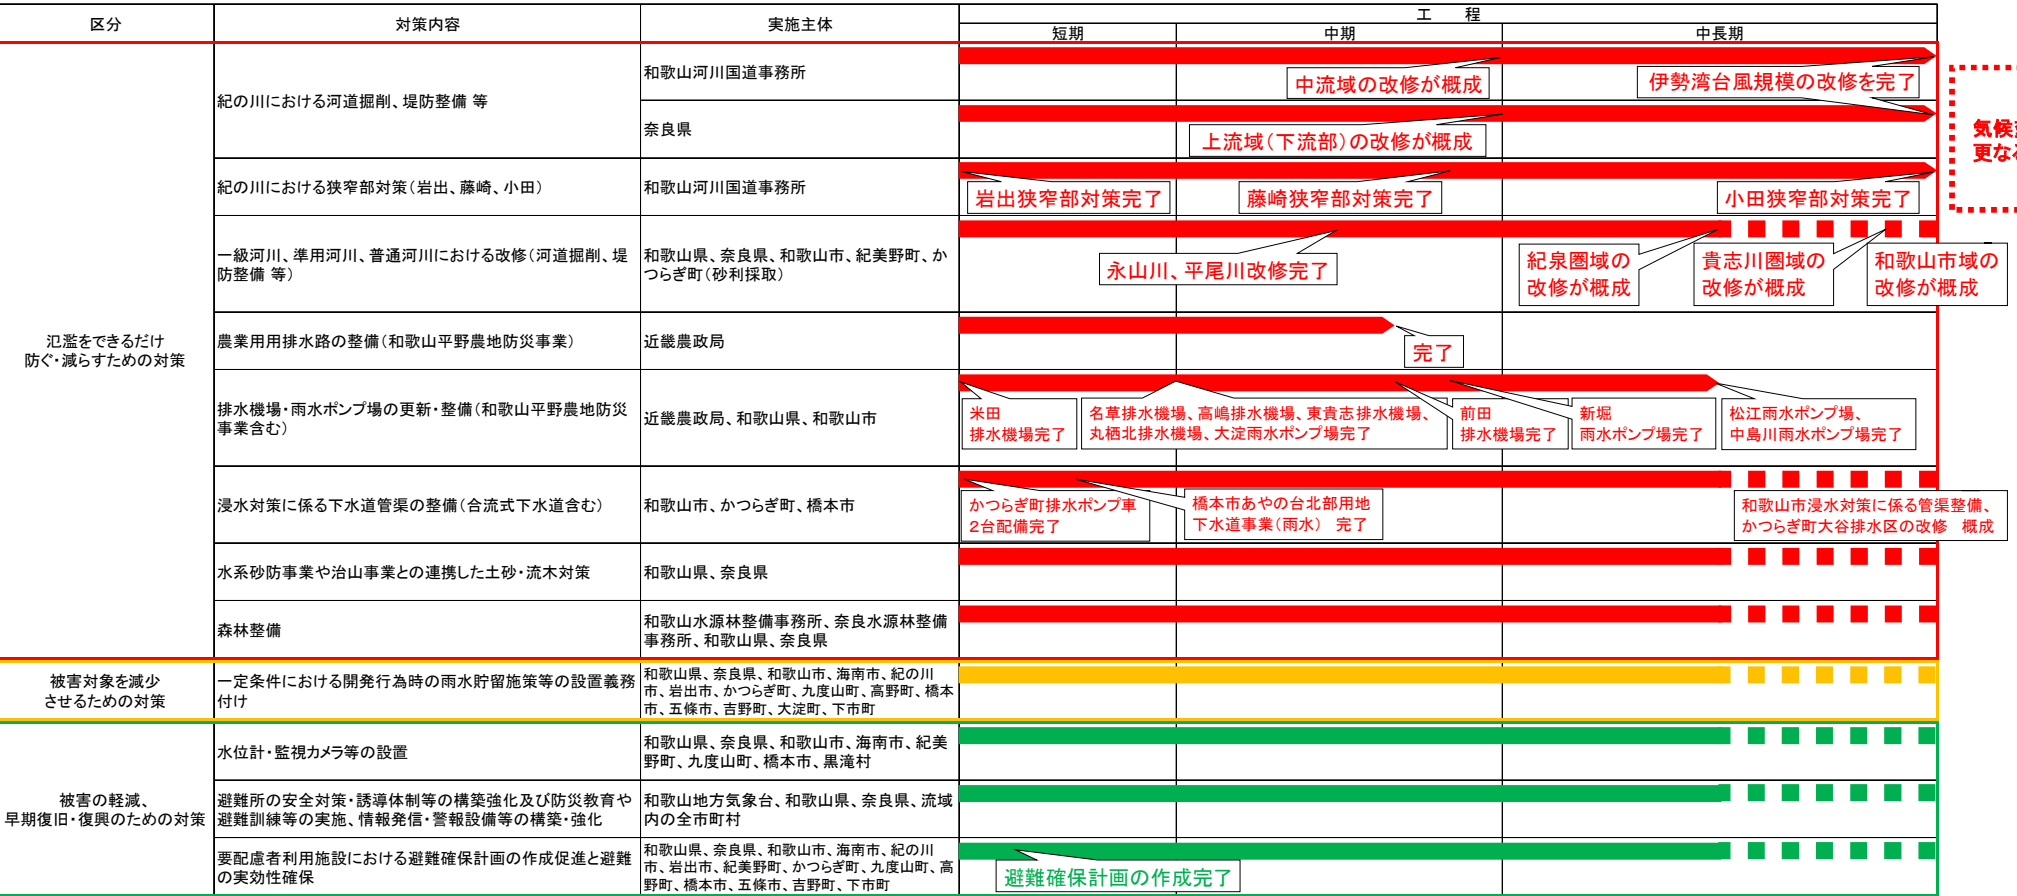 区分
対策内容
実施主体
工 程
短期
中期
中長期
氾濫をできるだけ
防ぐ・減らすための対策
紀の川における河道掘削、堤防整備 等
和歌山河川国道事務所
中流域の改修が概成
伊勢湾台風規模の改修を完了
奈良県
上流域(下流部)の改修が概成
紀の川における狭窄部対策(岩出、藤崎、小田)
和歌山河川国道事務所
岩出狭窄部対策完了
藤崎狭窄部対策完了
小田狭窄部対策完了
一級河川、準用河川、普通河川における改修(河道掘削、堤
防整備 等)
和歌山県、奈良県、和歌山市、紀美野町、か
つらぎ町(砂利採取)
永山川、平尾川改修完了
紀泉圏域の
改修が概成
貴志川圏域の
改修が概成
和歌山市域の
改修が概成
農業用用排水路の整備(和歌山平野農地防災事業)
近畿農政局
完了
排水機場・雨水ポンプ場の更新・整備(和歌山平野農地防災
事業含む)
近畿農政局、和歌山県、和歌山市
米田
排水機場完了
名草排水機場、高嶋排水機場、東貴志排水機場、
丸栖北排水機場、大淀雨水ポンプ場完了
前田
排水機場完了
新堀
雨水ポンプ場完了
松江雨水ポンプ場、
中島川雨水ポンプ場完了
浸水対策に係る下水道管渠の整備(合流式下水道含む)
和歌山市、かつらぎ町、橋本市
かつらぎ町排水ポンプ車
2台配備完了
橋本市あやの台北部用地
下水道事業(雨水) 完了
和歌山市浸水対策に係る管渠整備、
かつらぎ町大谷排水区の改修 概成
水系砂防事業や治山事業との連携した土砂・流木対策
和歌山県、奈良県
森林整備
和歌山水源林整備事務所、奈良水源林整備
事務所、和歌山県、奈良県
被害対象を減少
させるための対策
一定条件における開発行為時の雨水貯留施策等の設置義務
付け
和歌山県、奈良県、和歌山市、海南市、紀の川
市、岩出市、かつらぎ町、九度山町、高野町、橋本
市、五條市、吉野町、大淀町、下市町
被害の軽減、
早期復旧・復興のための対策
水位計・監視カメラ等の設置
和歌山県、奈良県、和歌山市、海南市、紀美
野町、九度山町、橋本市、黒滝村
避難所の安全対策・誘導体制等の構築強化及び防災教育や
避難訓練等の実施、情報発信・警報設備等の構築・強化
和歌山地方気象台、和歌山県、奈良県、流域
内の全市町村
要配慮者利用施設における避難確保計画の作成促進と避難
の実効性確保
和歌山県、奈良県、和歌山市、海南市、紀の川
市、岩出市、紀美野町、かつらぎ町、九度山町、高
野町、橋本市、五條市、吉野町、下市町
避難確保計画の作成完了
気候
更な